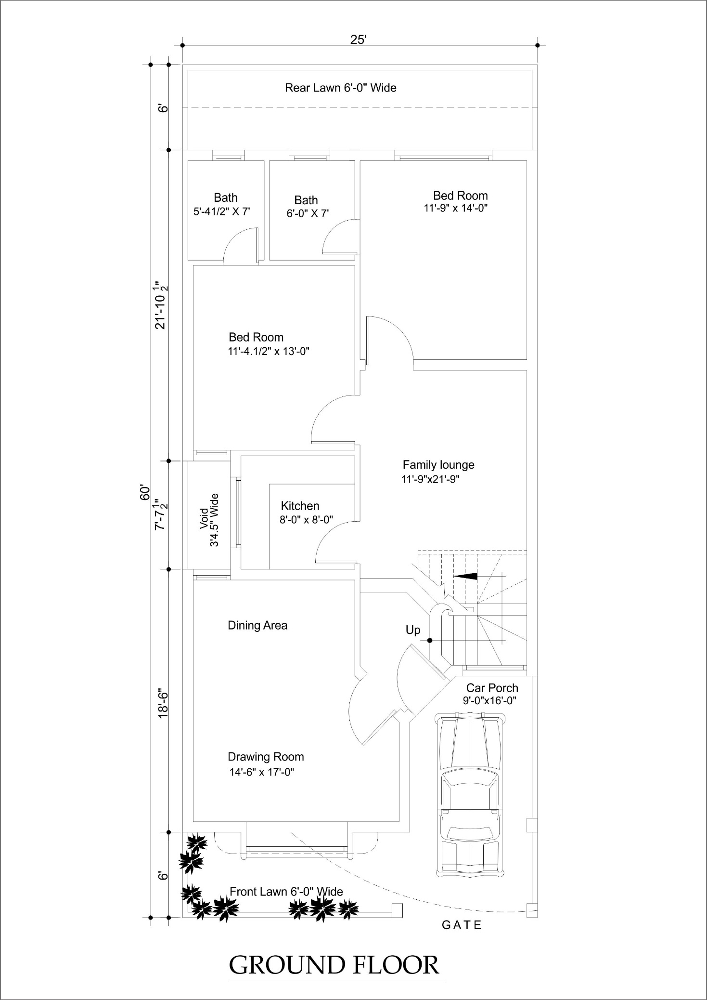 25'
Rear Lawn 6'-0" Wide
6'
Bath
5'-41/2" X 7'
Bath
6'-0" X 7'
Bed Room
11'-9" x 14'-0"
21'-10 1/2"
Bed Room
11'-4.1/2" x 13'-0"
Family lounge
11'-9"x21'-9"
60'
7'-7 1/2"
Void
3'4.5" Wide
Kitchen
8'-0" x 8'-0"
Dining Area
Up
Car Porch
9'-0"x16'-0"
18'-6"
Drawing Room
14'-6" x 17'-0"
6'
Front Lawn 6'-0" Wide
GATE
GROUND FLOOR